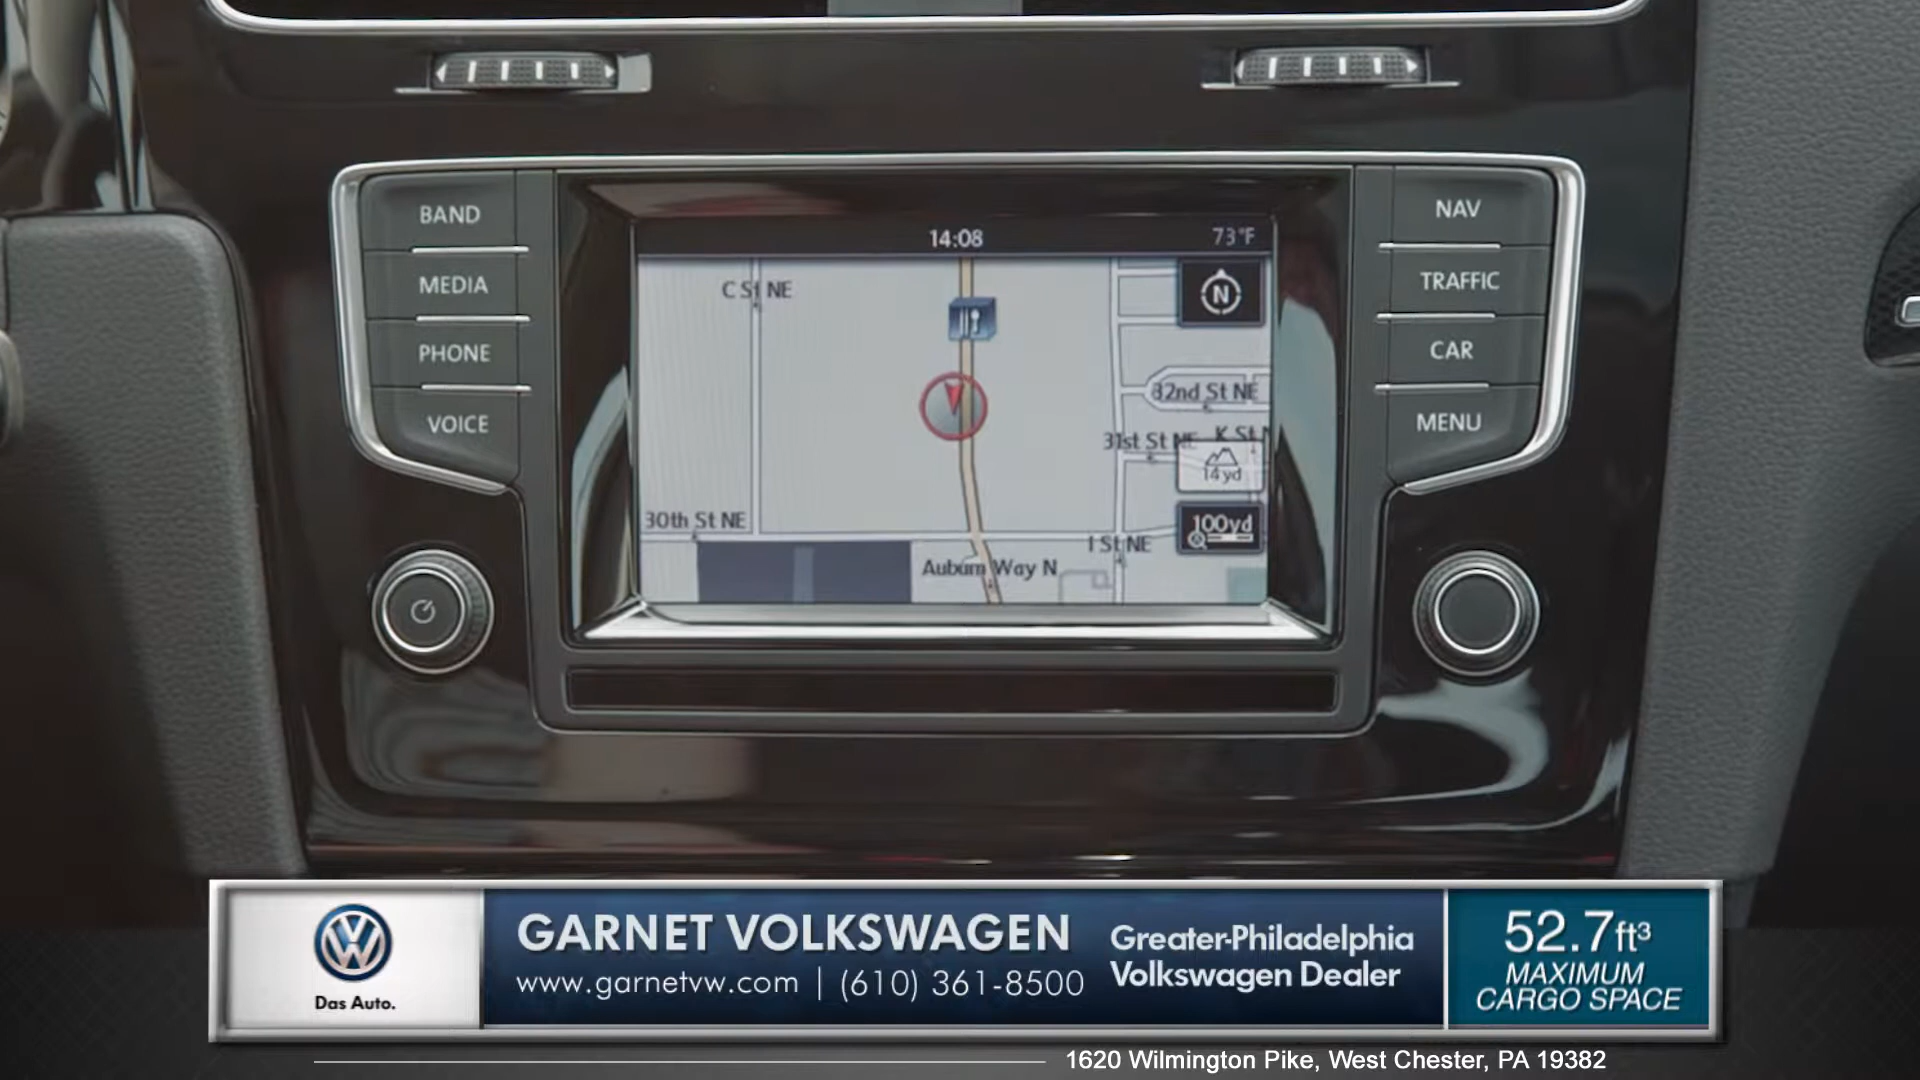 BAND
MEDIA
PHONE
VOICE
NAV
TRAFFIC
CAR
MENU
14:08
73°F
C St NE
N
32nd St NE
31st St NE
K St N
14 yd
100yd
30th St NE
I St NE
Auburn Way N
GARNET VOLKSWAGEN
www.garnetvw.com | (610) 361-8500
Greater-Philadelphia
Volkswagen Dealer
52.7ft³
MAXIMUM
CARGO SPACE
VW
Das Auto.
1620 Wilmington Pike, West Chester, PA 19382